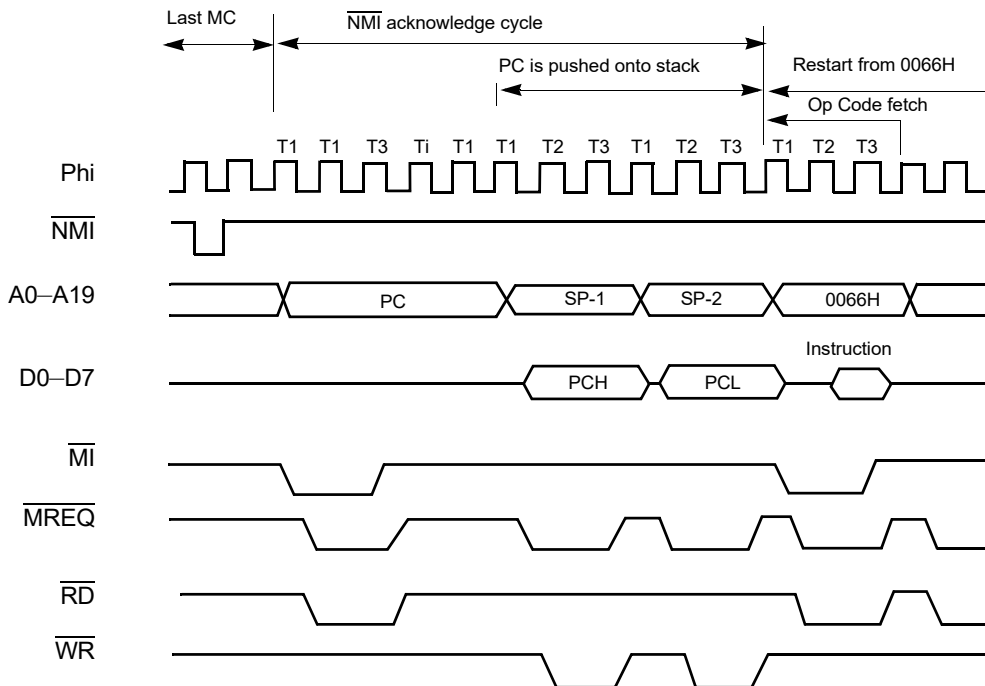 Last MC
NMI acknowledge cycle
PC is pushed onto stack
Restart from 0066H
Op Code fetch
T1 T1 T3 Ti T1 T1 T2 T3 T1 T2 T3 T1 T2 T3
Phi
NMI
A0–A19 PC SP-1 SP-2 0066H
Instruction
D0–D7 PCH PCL
MI
MREQ
RD
WR